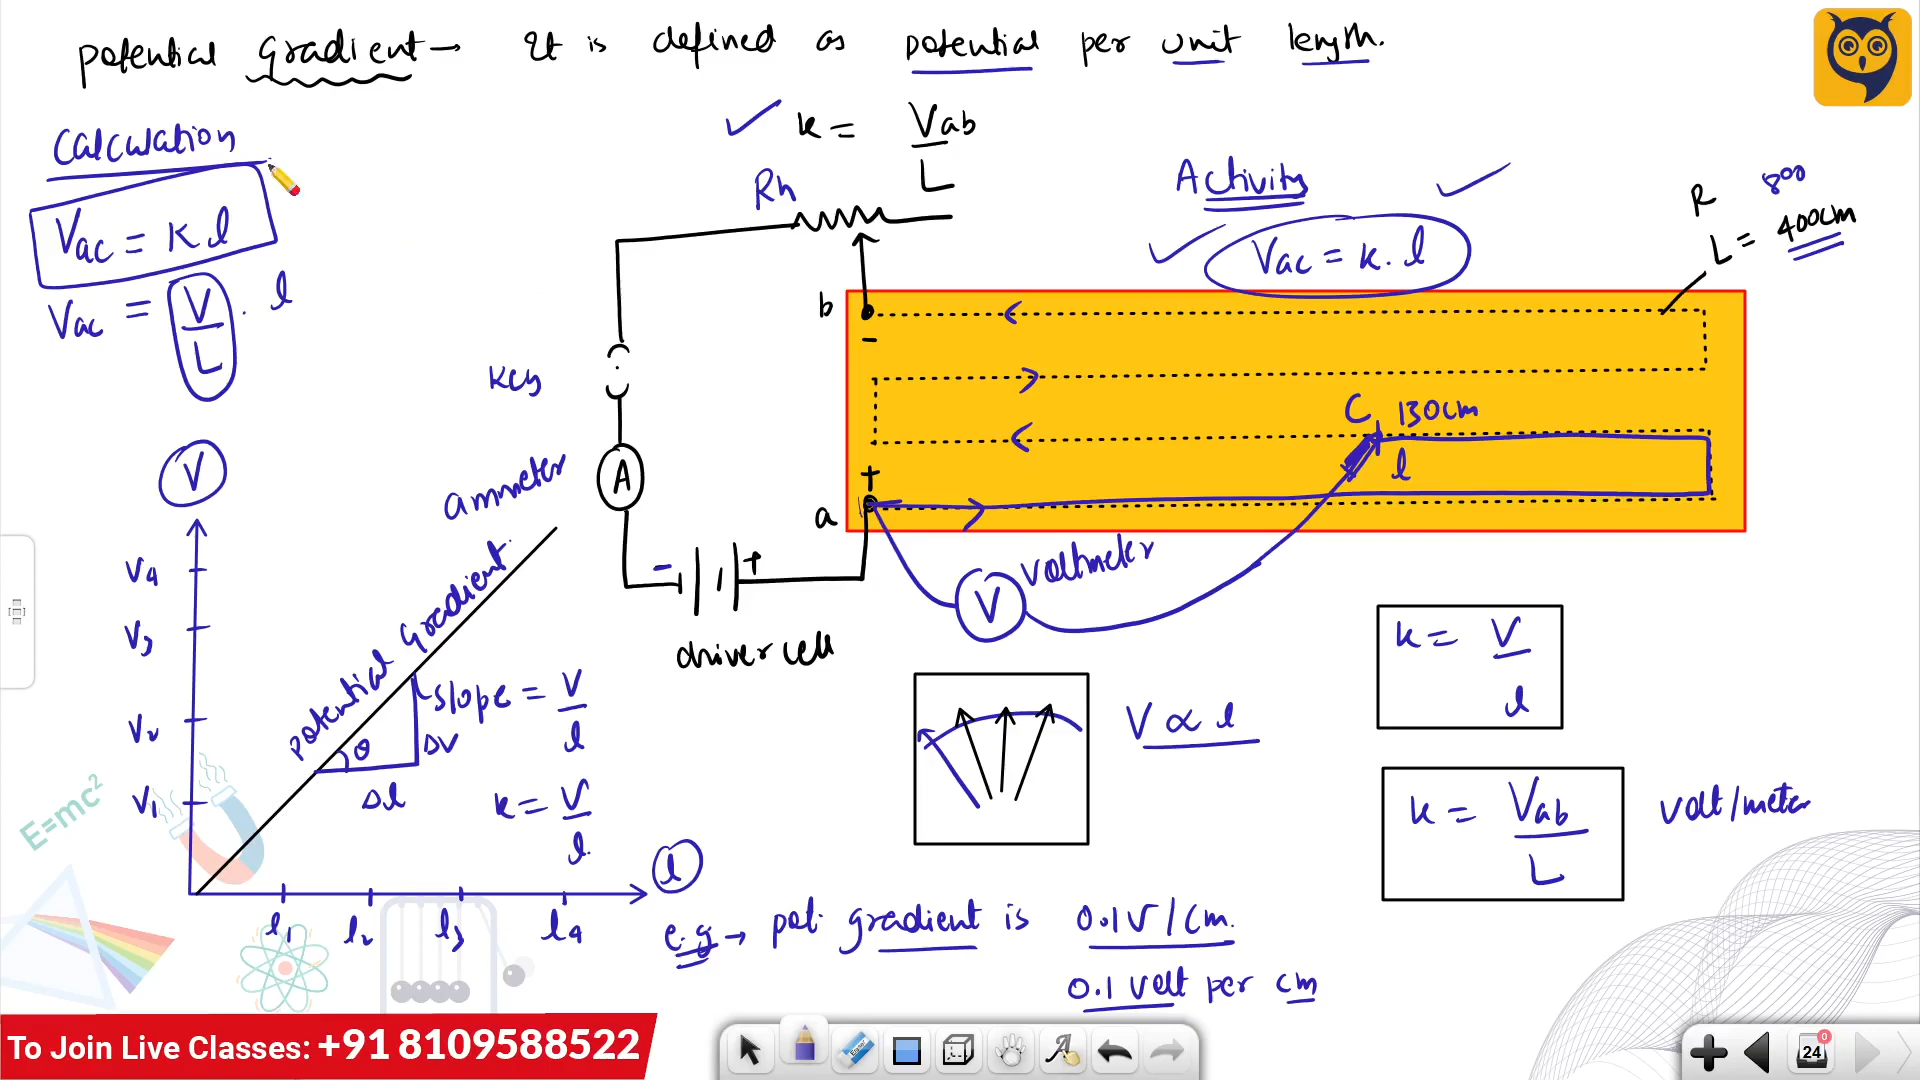 potential gradient → It is defined as potential per unit length.
k = Vab
L
Calculation
Vac = k l
Vac = V . l
L
Rh
Activity
Vac = k. l
R 800
L = 400cm
b
-
Key
C 130cm
l
+
a
A
ammeter
- +
driver cell
V
voltmeter
V
V4
V3
V2
V1
potential gradient
slope = V
l
θ
ΔV
Δl
k = V
l.
l
l1 l2 l3 l4
V ∝ l
k = V
l
k = Vab
L
volt/meter
e.g → pot. gradient is 0.1V/cm.
0.1 volt per cm
E=mc²
To Join Live Classes: +91 8109588522
Eraser
A
24
0